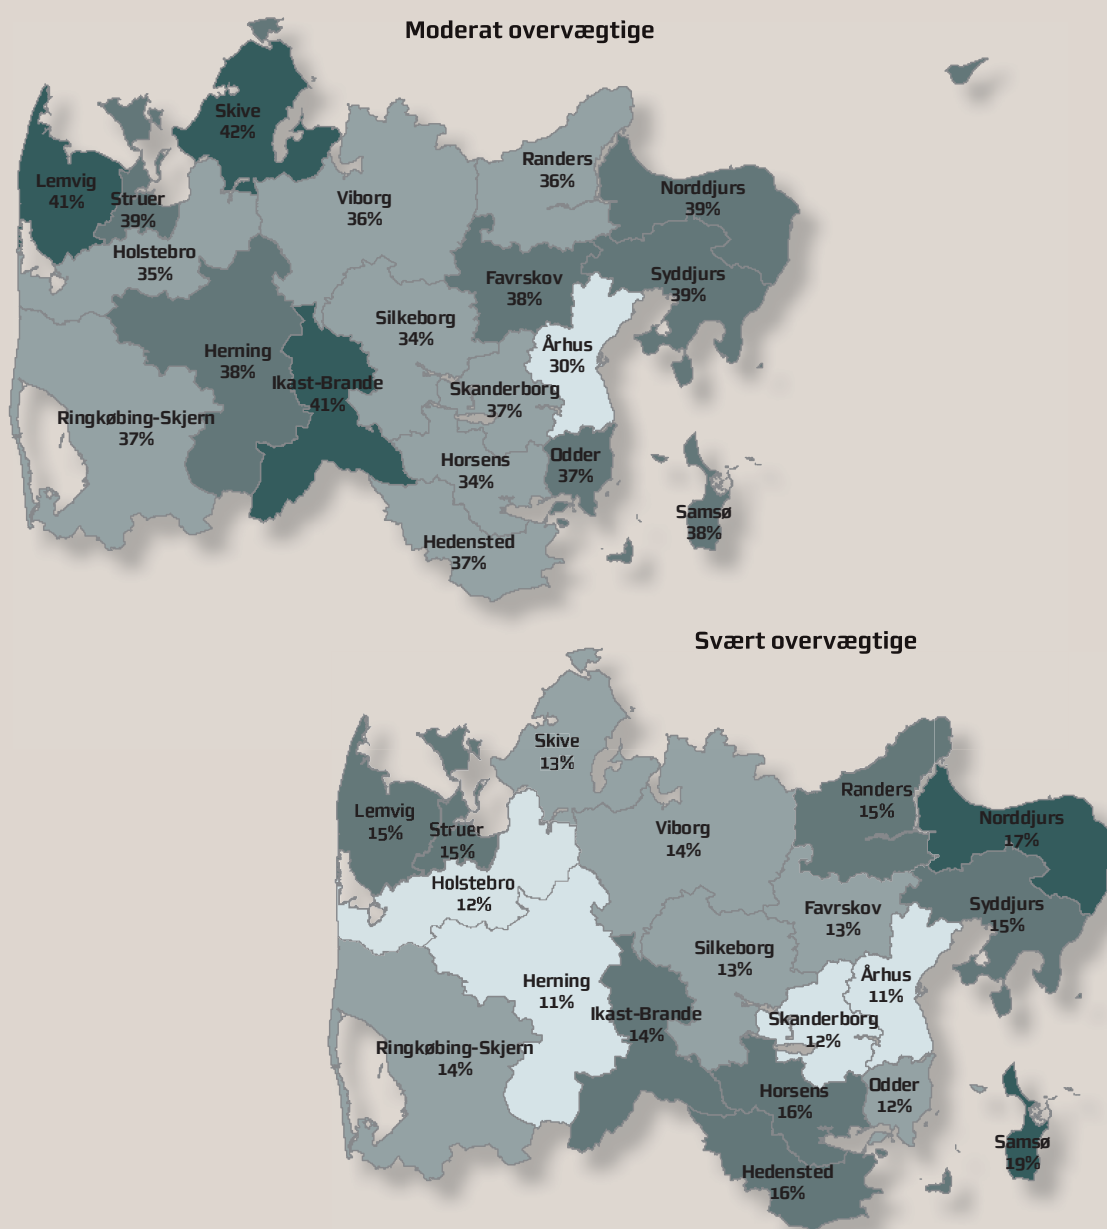 Moderat overvægtige
Skive
42%
Lemvig
41%
Struer
39%
Holstebro
35%
Viborg
36%
Randers
36%
Norddjurs
39%
Syddjurs
39%
Favrskov
38%
Silkeborg
34%
Århus
30%
Herning
38%
Ikast-Brande
41%
Skanderborg
37%
Ringkøbing-Skjern
37%
Horsens
34%
Odder
37%
Samsø
38%
Hedensted
37%
Svært overvægtige
Skive
13%
Lemvig
15%
Struer
15%
Holstebro
12%
Viborg
14%
Randers
15%
Norddjurs
17%
Syddjurs
15%
Favrskov
13%
Silkeborg
13%
Århus
11%
Herning
11%
Ikast-Brande
14%
Skanderborg
12%
Ringkøbing-Skjern
14%
Horsens
16%
Odder
12%
Samsø
19%
Hedensted
16%